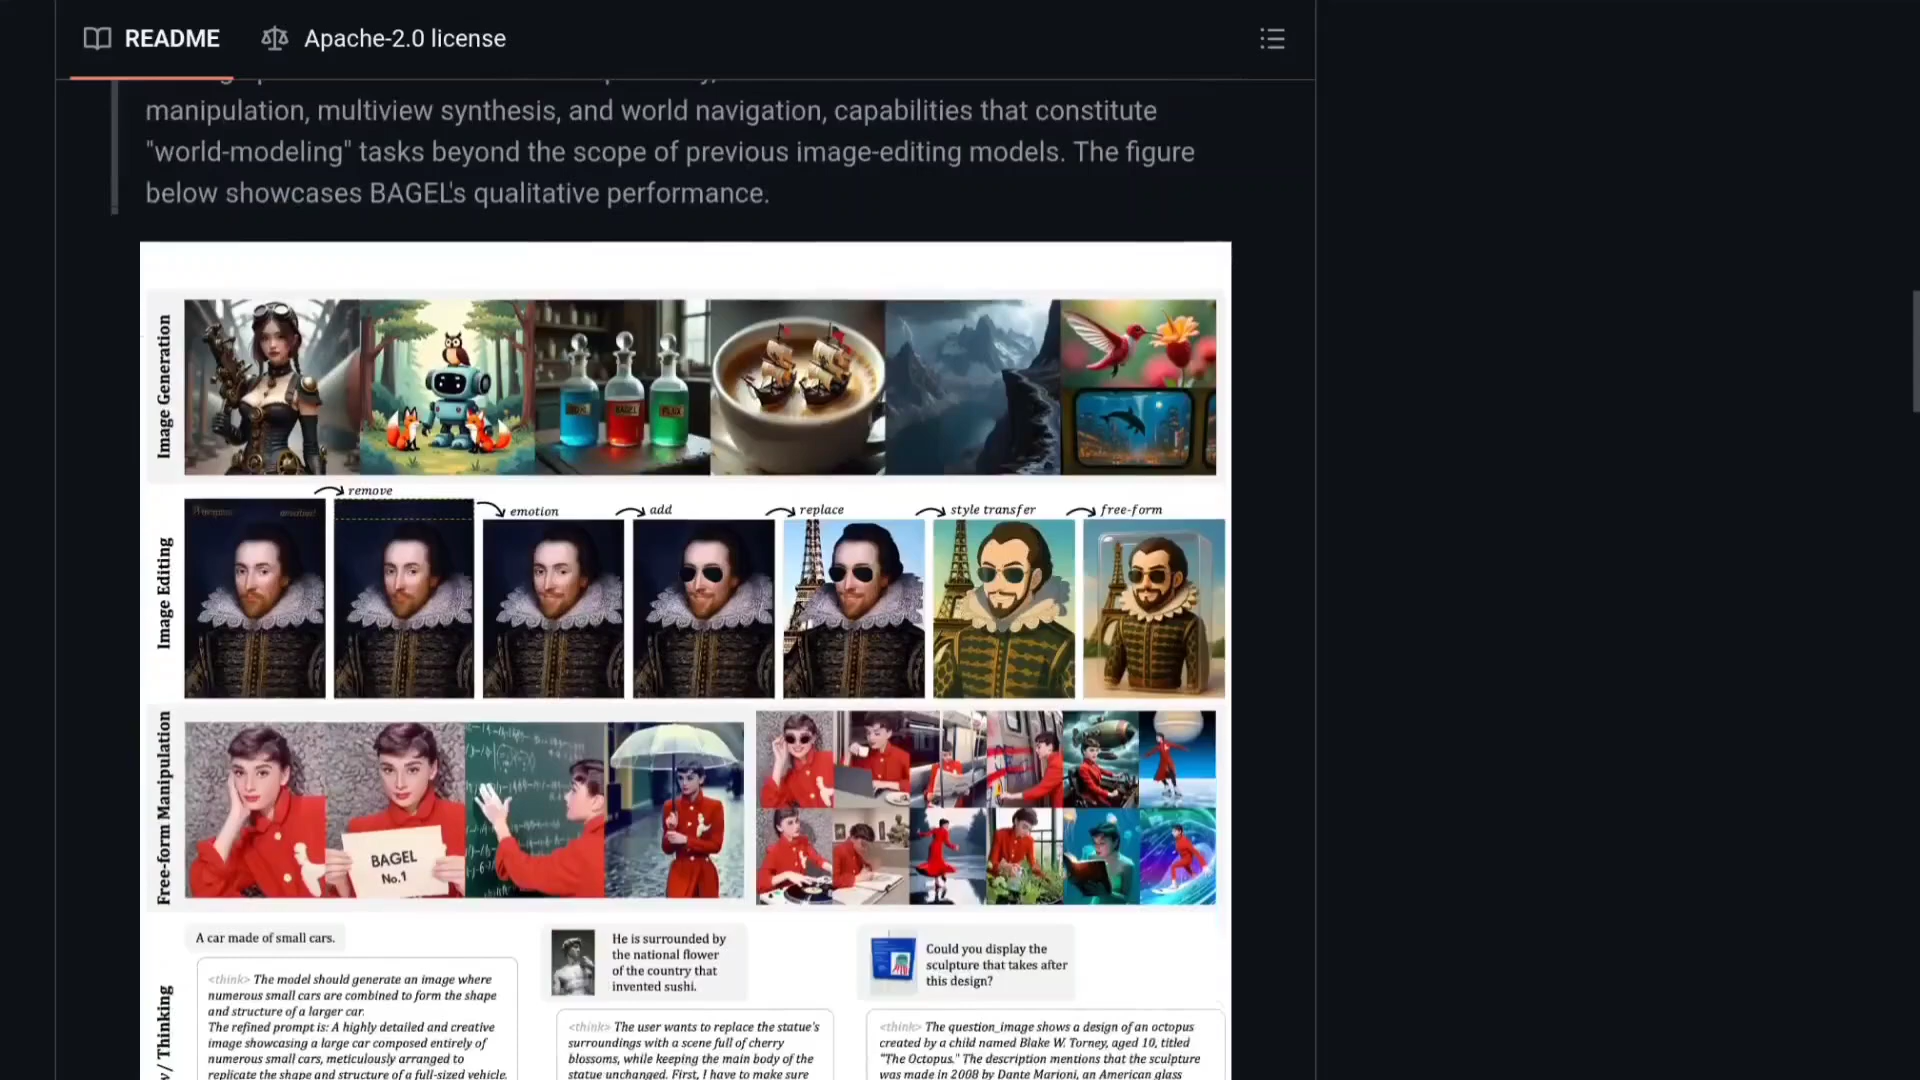 README
Apache-2.0 license
manipulation, multiview synthesis, and world navigation, capabilities that constitute
"world-modeling" tasks beyond the scope of previous image-editing models. The figure
below showcases BAGEL's qualitative performance.
Image Generation
BAGEL
FLUX
remove
emotion
add
replace
style transfer
free-form
Image Editing
Free-form Manipulation
BAGEL
No.1
A car made of small cars.
<think> The model should generate an image where
numerous small cars are combined to form the shape
and structure of a larger car.
The refined prompt is: A highly detailed and creative
image showcasing a large car composed entirely of
numerous small cars, meticulously arranged to
replicate the shape and structure of a full-sized vehicle.
He is surrounded by
the national flower
of the country that
invented sushi.
<think> The user wants to replace the statue's
surroundings with a scene full of cherry
blossoms, while keeping the main body of the
statue unchanged. First, I have to make sure
Could you display the
sculpture that takes after
this design?
<think> The question_image shows a design of an octopus
created by a child named Blake W. Torney, aged 10, titled
"The Octopus." The description mentions that the sculpture
was made in 2008 by Dante Marioni, an American glass
/ Thinking